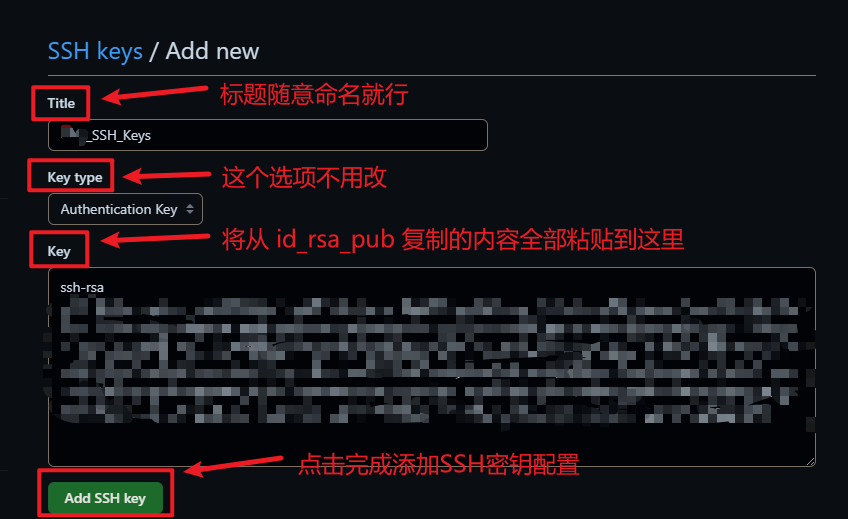 SSH keys / Add new
Title
标题随意命名就行
_SSH_Keys
Key type
这个选项不用改
Authentication Key
Key
将从 id_rsa_pub 复制的内容全部粘贴到这里
ssh-rsa
点击完成添加SSH密钥配置
Add SSH key